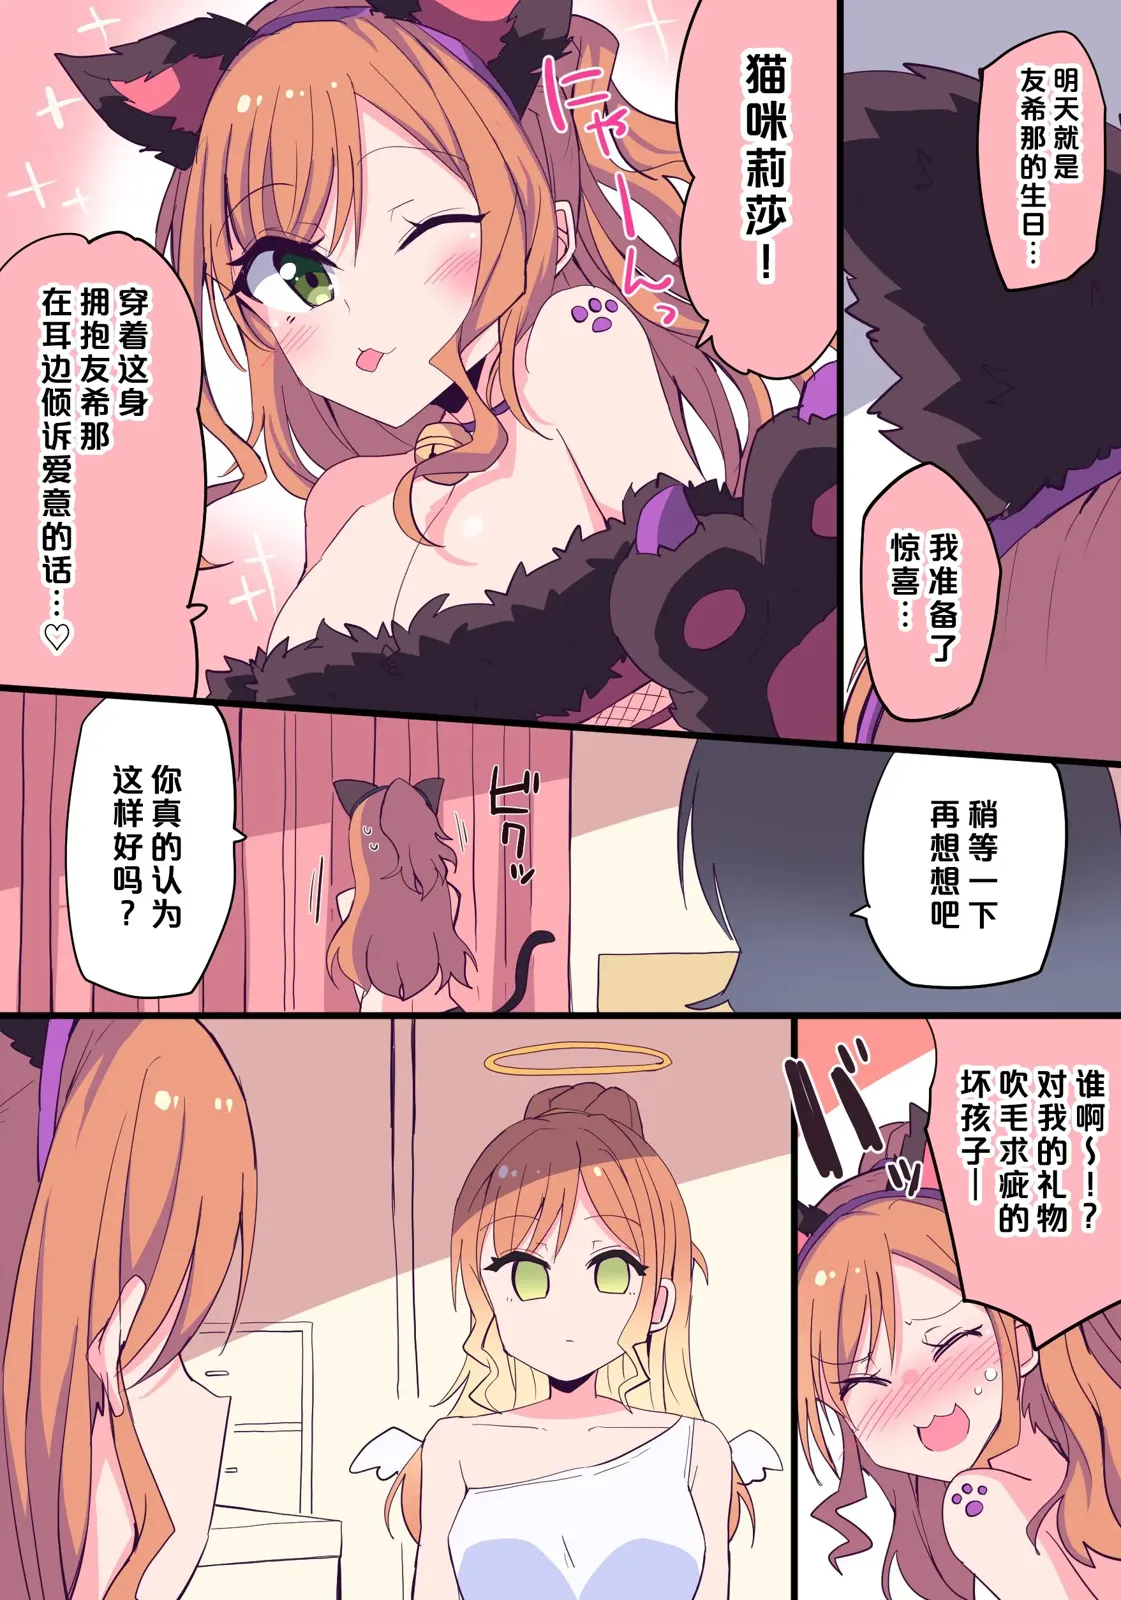 明天就是
友希那的生日…
我准备了
惊喜…
猫咪莉莎！
にゃーんっ
穿着这身
拥抱友希那
在耳边倾诉爱意的话…♡
稍等一下
再想想吧
ビクッ
你真的认为
这样好吗？
谁啊～!?
对我的礼物
吹毛求疵的
坏孩子—
バッ